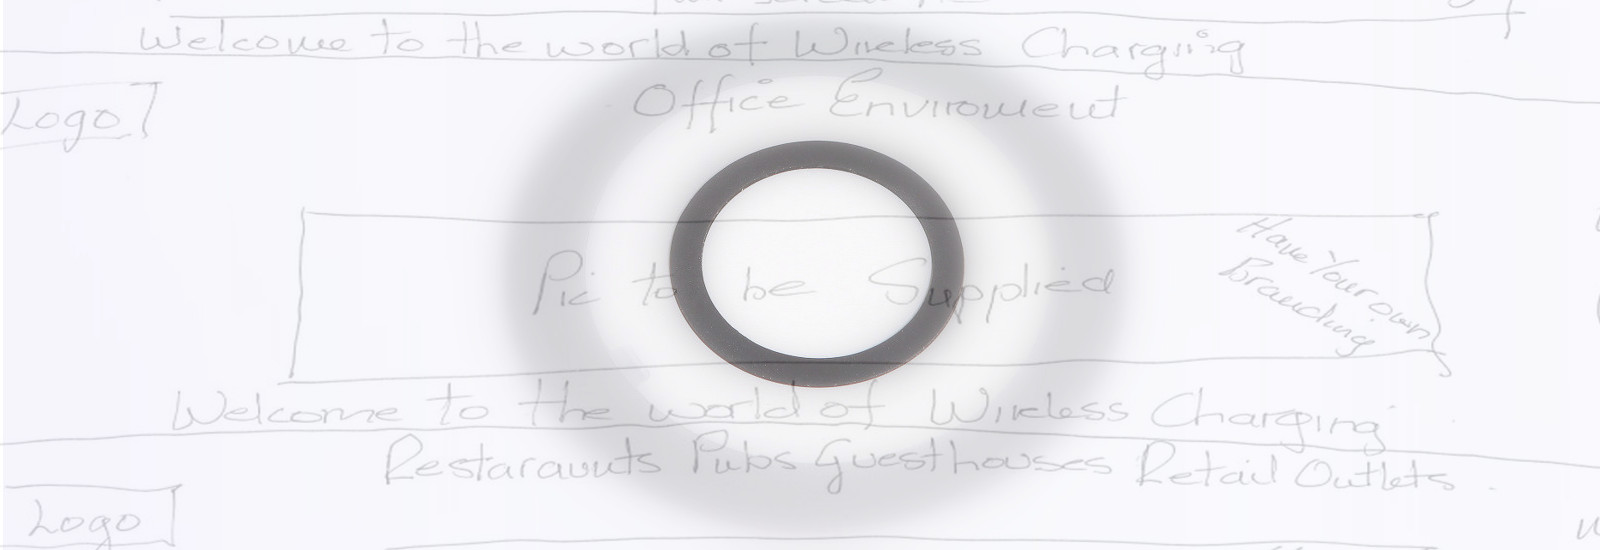 Welcome to the world of Wireless Charging
Office Enviroment
Logo
Pic to be Supplied
Have Your own
Branding
Welcome to the world of Wireless Charging
Restaraunts Pubs Guesthouses Retail Outlets.
Logo